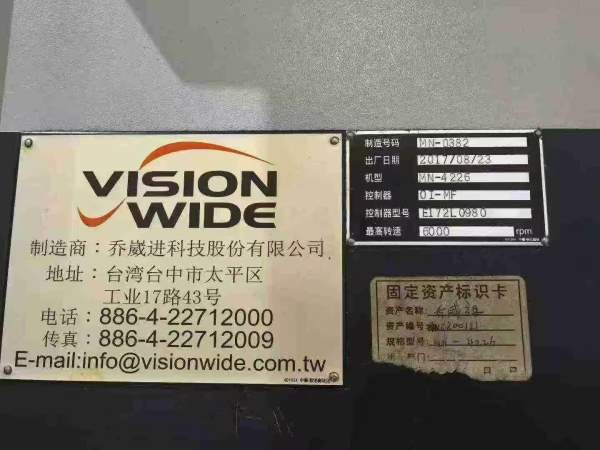 VISION
WIDE
制造商：乔崴进科技股份有限公司
地址：台湾台中市太平区
工业17路43号
电话：886-4-22712000
传真：886-4-22712009
E-mail:info@visionwide.com.tw
制造号码 MN-0382
出厂日期 2017/08/23
机型 MN-4226
控制器 OI-MF
控制器型号 E172L0980
最高转速 6000 rpm
固定资产标识卡
资产名称：
资产编号
规格型号：